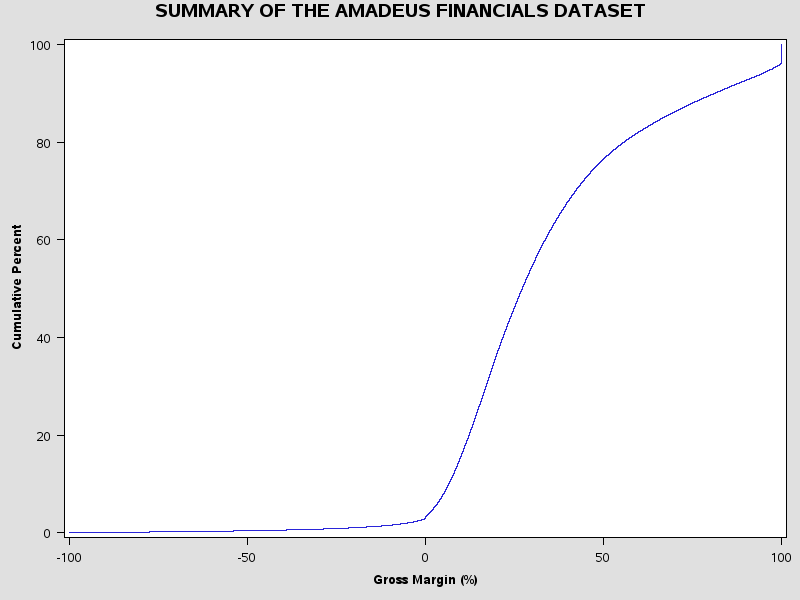 SUMMARY OF THE AMADEUS FINANCIALS DATASET
100
80
60
40
20
0
Cumulative Percent
-100 -50 0 50 100
Gross Margin (%)